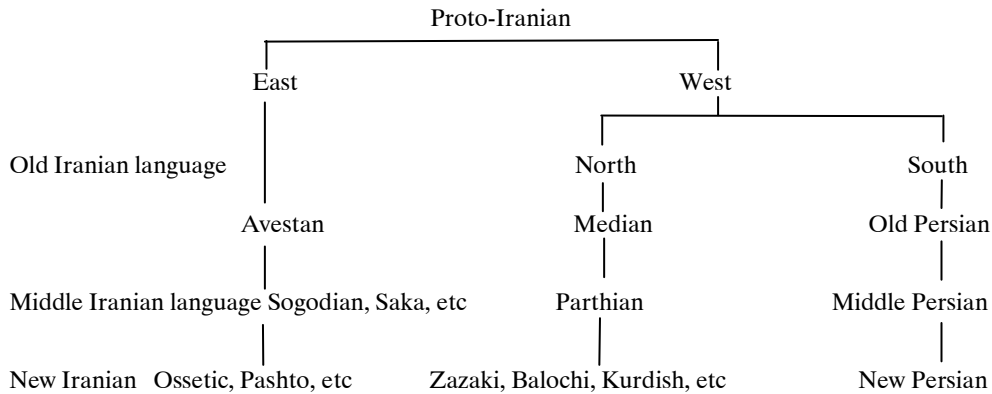 Proto-Iranian
East West
Old Iranian language North South
Avestan Median Old Persian
Middle Iranian language Sogodian, Saka, etc Parthian Middle Persian
New Iranian Ossetic, Pashto, etc Zazaki, Balochi, Kurdish, etc New Persian